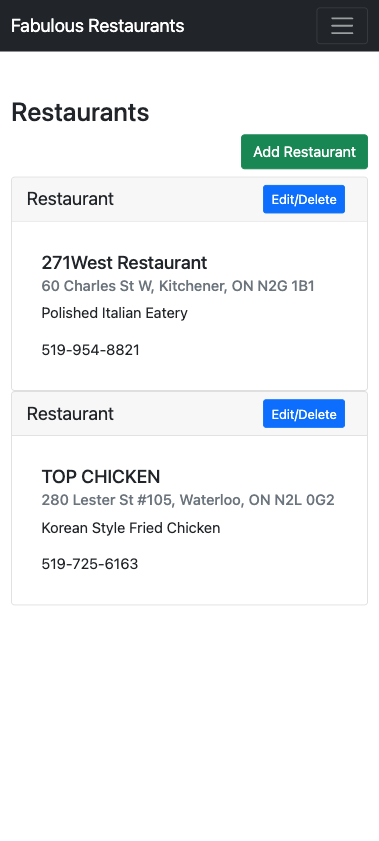 Fabulous Restaurants
Restaurants
Add Restaurant
Restaurant
Edit/Delete
271West Restaurant
60 Charles St W, Kitchener, ON N2G 1B1
Polished Italian Eatery
519-954-8821
Restaurant
Edit/Delete
TOP CHICKEN
280 Lester St #105, Waterloo, ON N2L 0G2
Korean Style Fried Chicken
519-725-6163